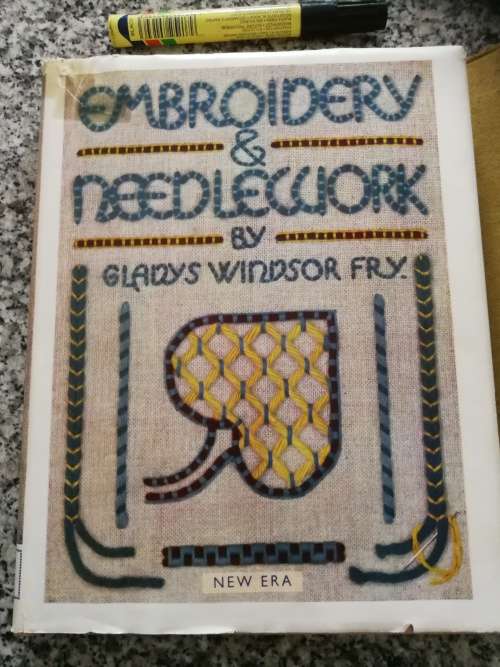 EMBROIDERY
&
NEEDLEWORK
BY
GLADYS WINDSOR FRY.
NEW ERA